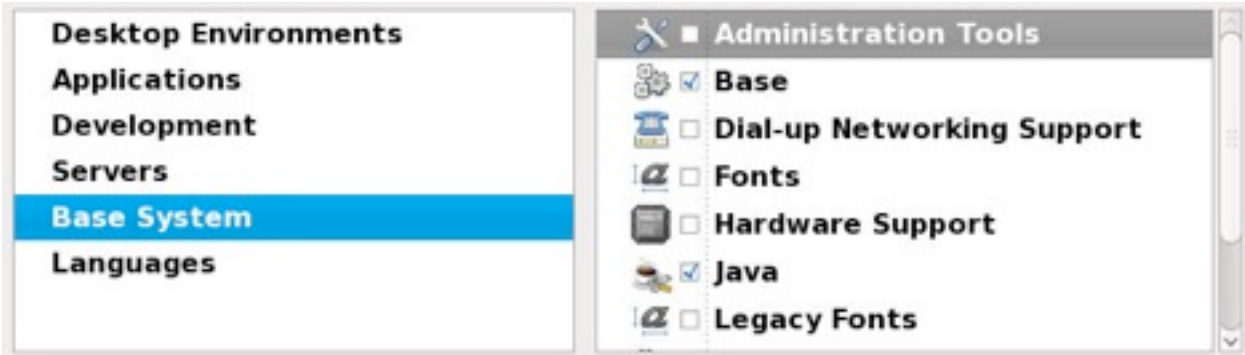 Desktop Environments
Applications
Development
Servers
Base System
Languages
Administration Tools
Base
Dial-up Networking Support
Fonts
Hardware Support
Java
Legacy Fonts